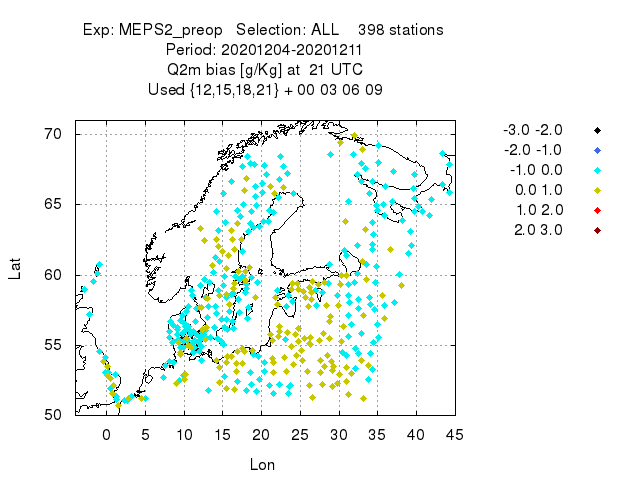 Exp: MEPS2_preop   Selection: ALL    398 stations
Period: 20201204-20201211
Q2m bias [g/Kg] at  21 UTC
Used {12,15,18,21} + 00 03 06 09
-3.0 -2.0
-2.0 -1.0
-1.0 0.0
0.0 1.0
1.0 2.0
2.0 3.0
70
65
60
55
50
Lat
0 5 10 15 20 25 30 35 40 45
Lon